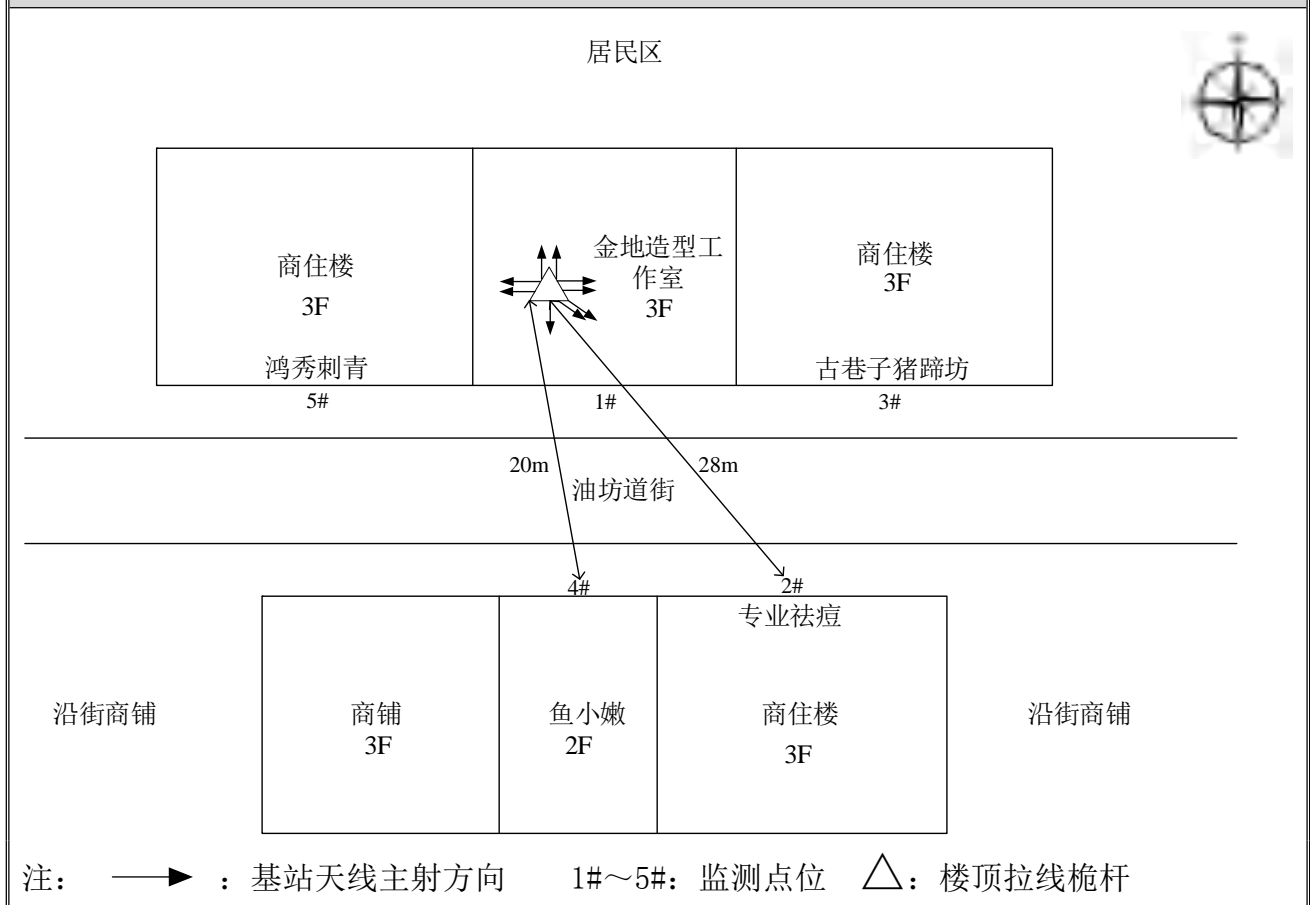 居民区
商住楼
3F
鸿秀刺青
金地造型工
作室
3F
商住楼
3F
古巷子猪蹄坊
5#
1#
3#
20m
28m
油坊道街
4#
2#
专业祛痘
沿街商铺
商铺
3F
鱼小嫩
2F
商住楼
3F
沿街商铺
注： ：基站天线主射方向 1#～5#：监测点位 △：楼顶拉线桅杆